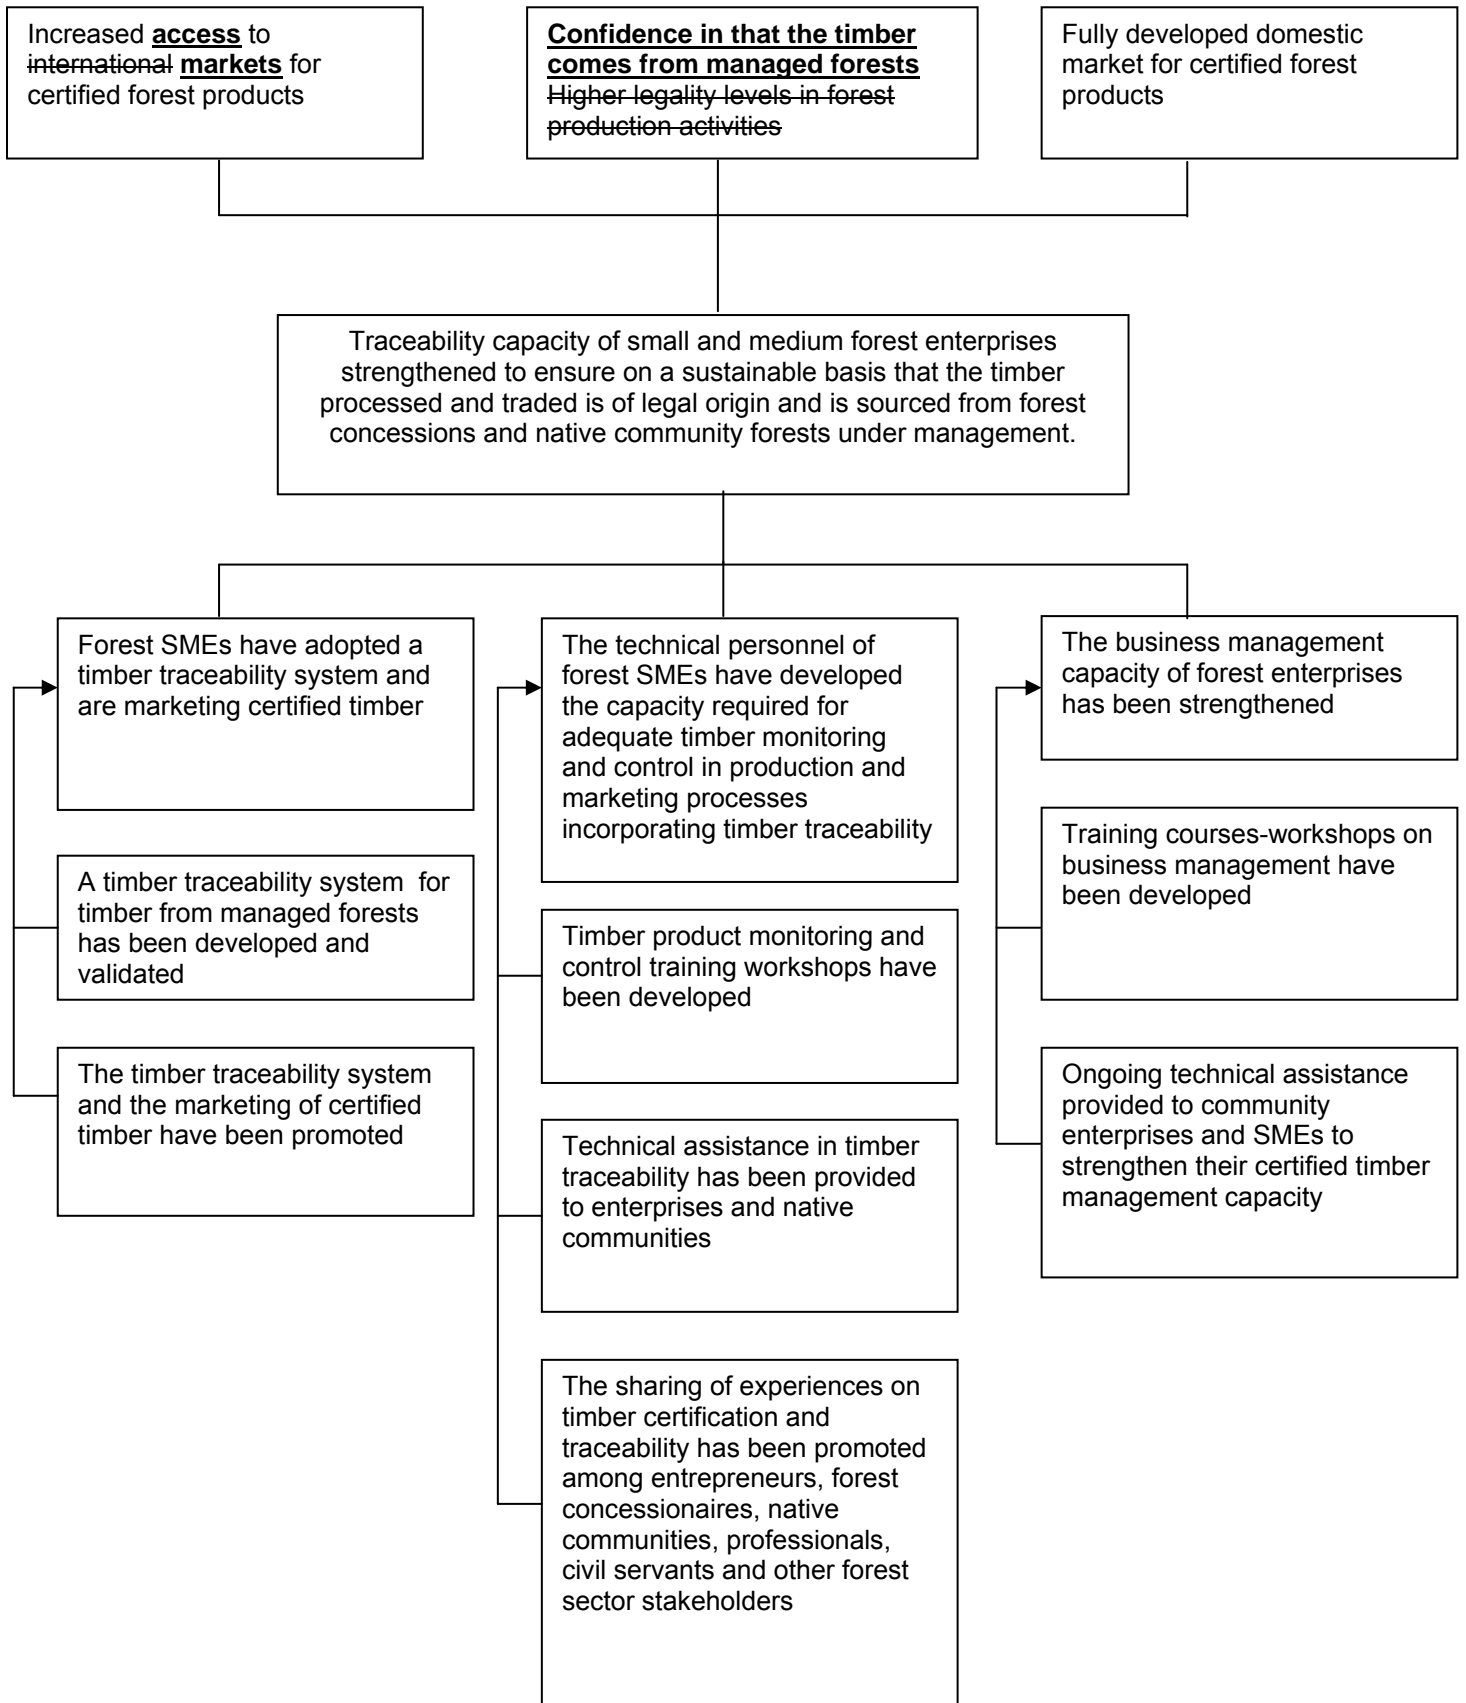 Increased access to
international markets for
certified forest products
Confidence in that the timber
comes from managed forests
Higher legality levels in forest
production activities
Fully developed domestic
market for certified forest
products
Traceability capacity of small and medium forest enterprises
strengthened to ensure on a sustainable basis that the timber
processed and traded is of legal origin and is sourced from forest
concessions and native community forests under management.
Forest SMEs have adopted a
timber traceability system and
are marketing certified timber
A timber traceability system  for
timber from managed forests
has been developed and
validated
The timber traceability system
and the marketing of certified
timber have been promoted
The technical personnel of
forest SMEs have developed
the capacity required for
adequate timber monitoring
and control in production and
marketing processes
incorporating timber traceability
Timber product monitoring and
control training workshops have
been developed
Technical assistance in timber
traceability has been provided
to enterprises and native
communities
The sharing of experiences on
timber certification and
traceability has been promoted
among entrepreneurs, forest
concessionaires, native
communities, professionals,
civil servants and other forest
sector stakeholders
The business management
capacity of forest enterprises
has been strengthened
Training courses-workshops on
business management have
been developed
Ongoing technical assistance
provided to community
enterprises and SMEs to
strengthen their certified timber
management capacity